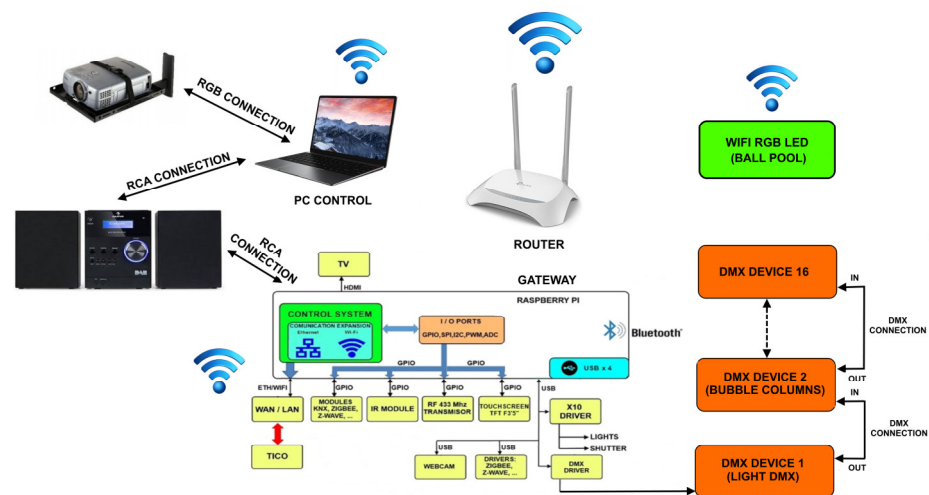 RGB CONNECTION
RCA CONNECTION
PC CONTROL
RCA
CONNECTION
ROUTER
WIFI RGB LED
(BALL POOL)
TV
HDMI
GATEWAY
RASPBERRY PI
CONTROL SYSTEM
COMUNICATION EXPANSION
Ethernet
Wi-Fi
I / O PORTS
GPIO,SPI,I2C,PWM,ADC
Bluetooth
GPIO
GPIO
USB x 4
ETH/WIFI
GPIO
GPIO
GPIO
GPIO
USB
WAN / LAN
MODULES
KNX, ZIGBEE,
Z-WAVE, ...
IR MODULE
RF 433 Mhz
TRANSMISOR
TOUCH SCREEN
TFT F3'5"
X10
DRIVER
LIGHTS
SHUTTER
TICO
USB
USB
WEBCAM
DRIVERS:
ZIGBEE,
Z-WAVE, ...
DMX
DRIVER
DMX DEVICE 16
IN
DMX
CONNECTION
OUT
DMX DEVICE 2
(BUBBLE COLUMNS)
IN
DMX
CONNECTION
OUT
DMX DEVICE 1
(LIGHT DMX)